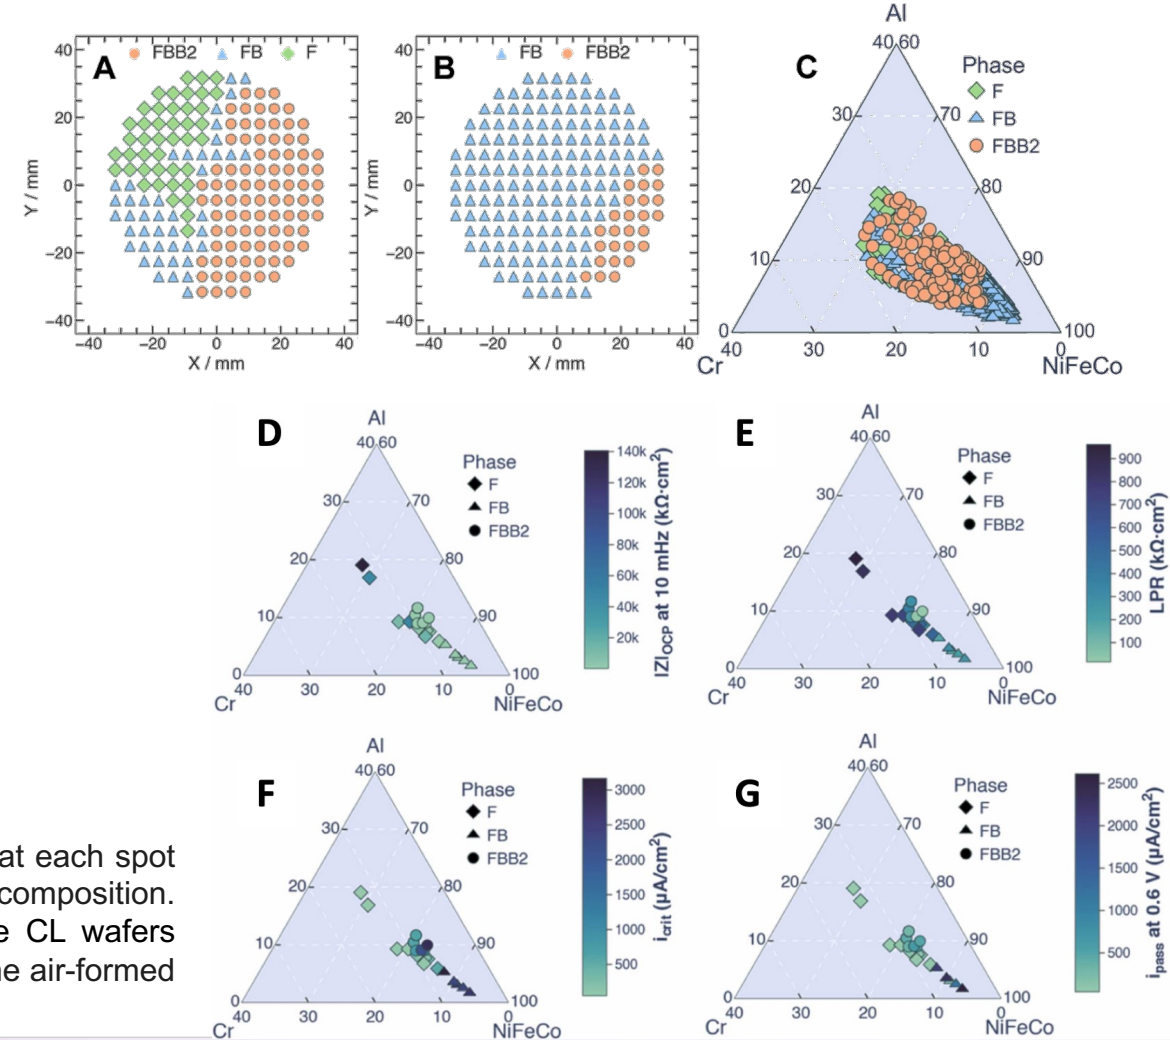 A
FBB2 FB F
40
20
0
−20
−40
−40 −20 0 20 40
Y / mm
X / mm
B
FB FBB2
40
20
0
−20
−40
−40 −20 0 20 40
Y / mm
X / mm
C
Al
40 60
Phase
F
FB
FBB2
30 70
20 80
10 90
0 100
40 30 20 10 0
Cr NiFeCo
D
Al
40 60
Phase
F
FB
FBB2
30 70
20 80
10 90
0 100
40 30 20 10 0
Cr NiFeCo
140k
120k
100k
80k
60k
40k
20k
|Z|OCP at 10 mHz (kΩ·cm²)
E
Al
40 60
Phase
F
FB
FBB2
30 70
20 80
10 90
0 100
40 30 20 10 0
Cr NiFeCo
900
800
700
600
500
400
300
200
100
LPR (kΩ·cm²)
at each spot
composition.
e CL wafers
ne air-formed
F
Al
40 60
Phase
F
FB
FBB2
30 70
20 80
10 90
0 100
40 30 20 10 0
Cr NiFeCo
3000
2500
2000
1500
1000
500
icrit (μA/cm²)
G
Al
40 60
Phase
F
FB
FBB2
30 70
20 80
10 90
0 100
40 30 20 10 0
Cr NiFeCo
2500
2000
1500
1000
500
ipass at 0.6 V (μA/cm²)